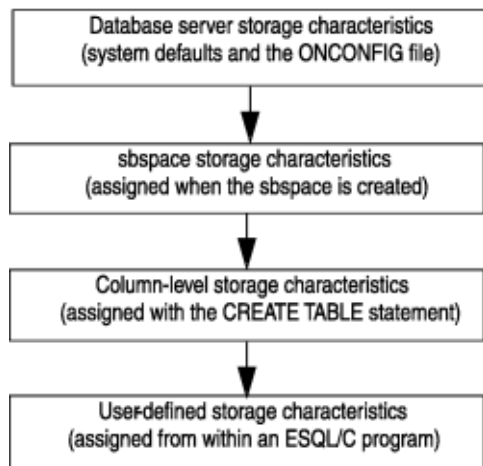 Database server storage characteristics
(system defaults and the ONCONFIG file)
sbspace storage characteristics
(assigned when the sbspace is created)
Column-level storage characteristics
(assigned with the CREATE TABLE statement)
User-defined storage characteristics
(assigned from within an ESQL/C program)